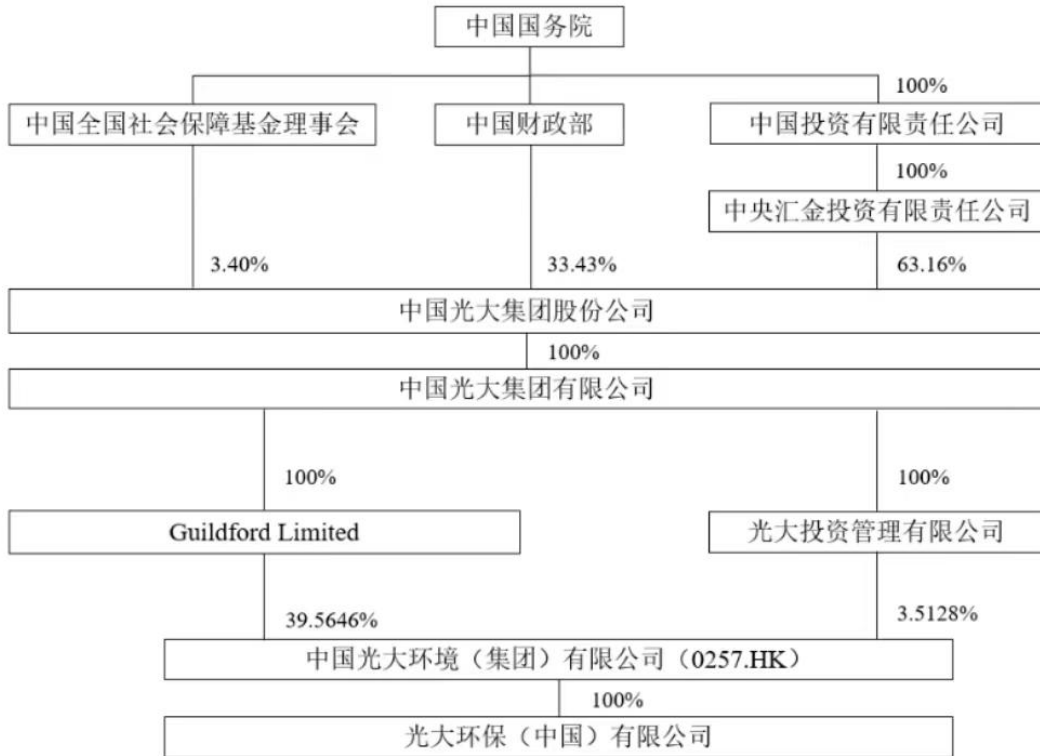 中国国务院
100%
中国全国社会保障基金理事会
中国财政部
中国投资有限责任公司
100%
中央汇金投资有限责任公司
3.40%
33.43%
63.16%
中国光大集团股份公司
100%
中国光大集团有限公司
100%
100%
Guildford Limited
光大投资管理有限公司
39.5646%
3.5128%
中国光大环境（集团）有限公司（0257.HK）
100%
光大环保（中国）有限公司